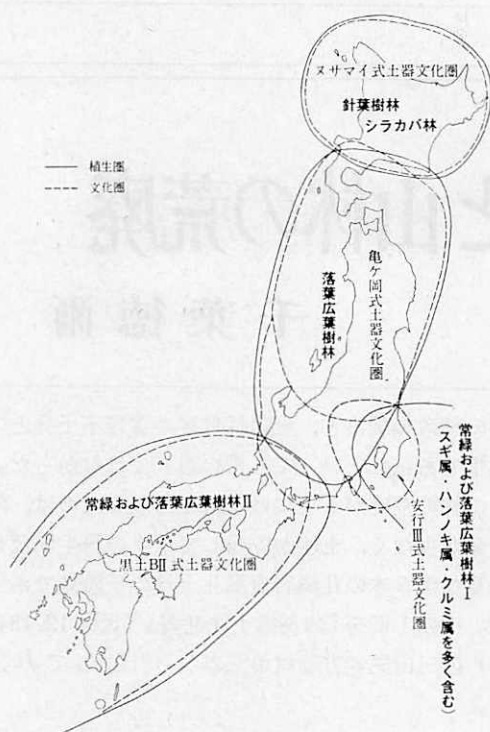 ヌサマイ式土器文化圏
針葉樹林
シラカバ林
植生圏
文化圏
亀ケ岡式土器文化圏
落葉広葉樹林
常緑および落葉広葉樹林Ⅰ
(スギ属・ハンノキ属・クルミ属を多く含む)
安行Ⅲ式土器文化圏
常緑および落葉広葉樹林Ⅱ
黒土BⅡ式土器文化圏